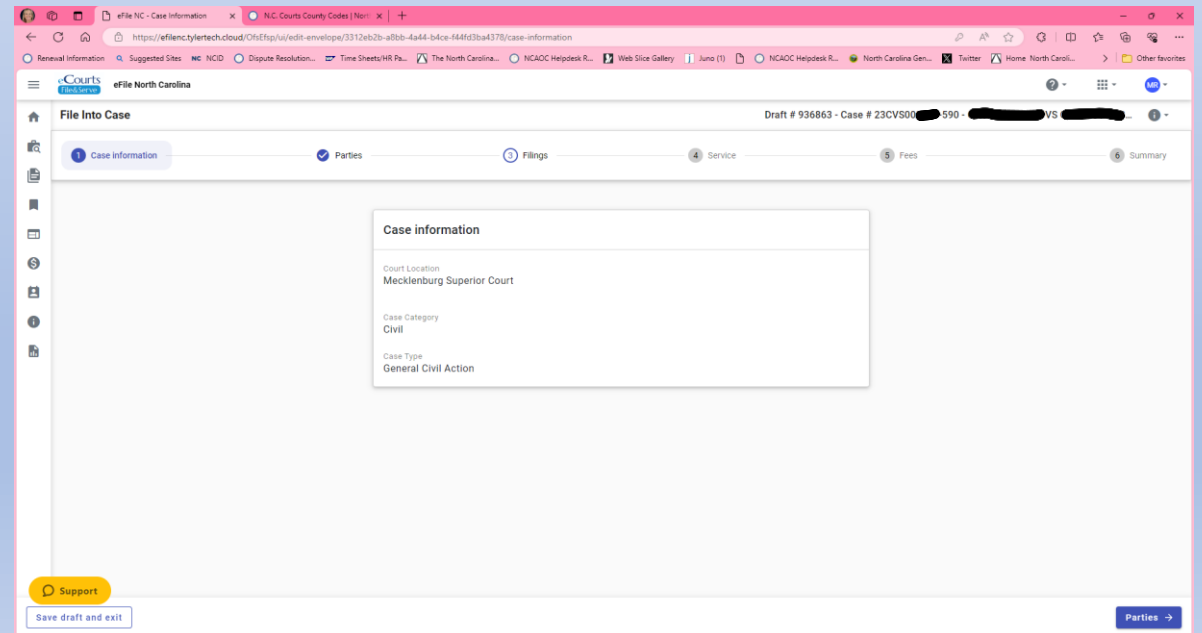 eFile NC - Case Information
N.C. Courts County Codes | Nort
https://efilenc.tylertech.cloud/OfsEfsp/ui/edit-envelope/3312eb2b-a8bb-4a44-b4ce-f44fd3ba4378/case-information
Renewal Information Suggested Sites NC NCID Dispute Resolution... Time Sheets/HR Pa... The North Carolina... NCAOC Helpdesk R... Web Slice Gallery Juno (1) NCAOC Helpdesk R... North Carolina Gen... Twitter Home North Caroli... Other favorites
eCourts
File&Serve
eFile North Carolina
MR
File Into Case
Draft # 936863 - Case # 23CVS00 -590 - VS ...
1 Case information
Parties
3 Filings
4 Service
5 Fees
6 Summary
Case information
Court Location
Mecklenburg Superior Court
Case Category
Civil
Case Type
General Civil Action
Support
Save draft and exit
Parties